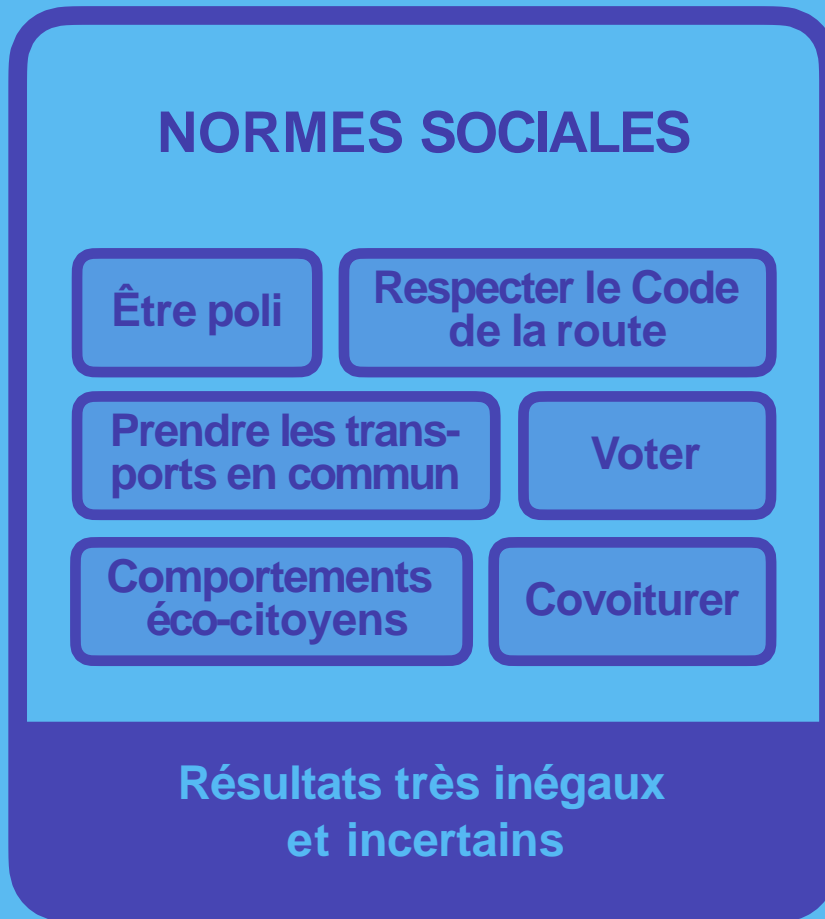 NORMES SOCIALES
Être poli
Respecter le Code
de la route
Prendre les trans-
ports en commun
Voter
Comportements
éco-citoyens
Covoiturer
Résultats très inégaux
et incertains